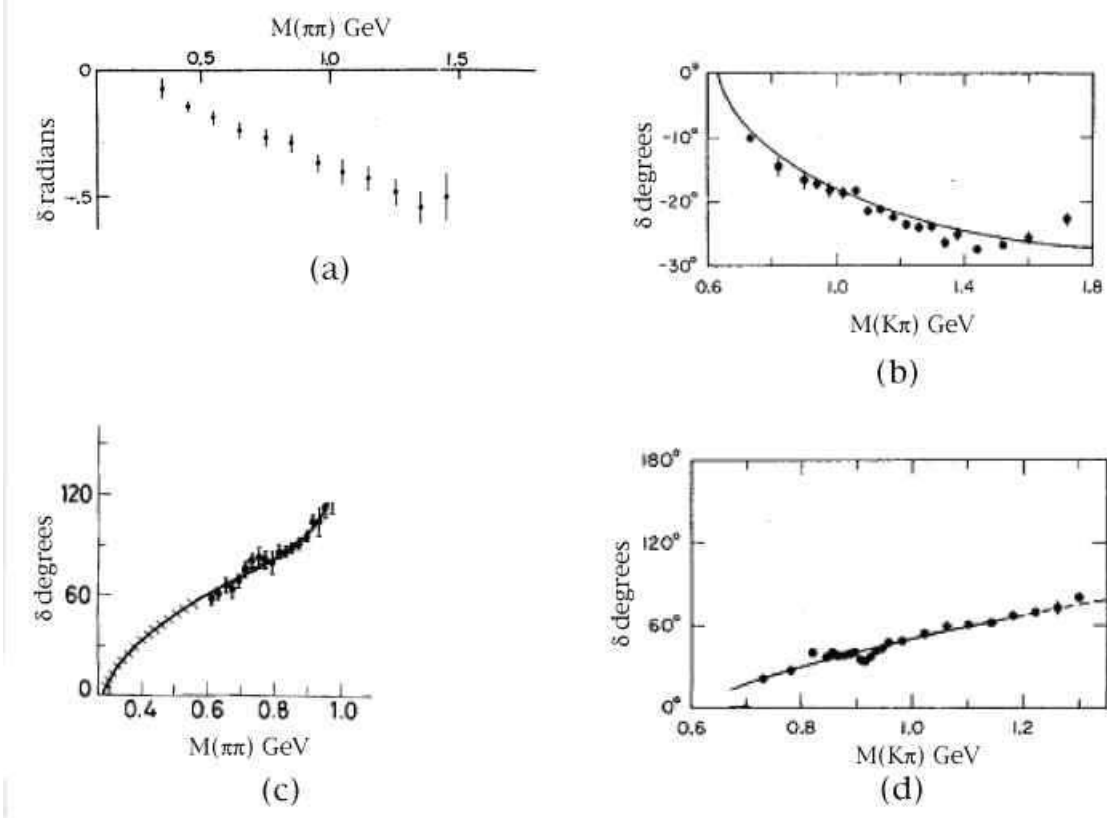 M(ππ) GeV
0.5 1.0 1.5
0
-.5
δ radians
(a)
0°
-10°
-20°
-30°
δ degrees
0.6 1.0 1.4 1.8
M(Kπ) GeV
(b)
120
60
0
δ degrees
0.4 0.6 0.8 1.0
M(ππ) GeV
(c)
180°
120°
60°
0°
δ degrees
0.6 0.8 1.0 1.2
M(Kπ) GeV
(d)